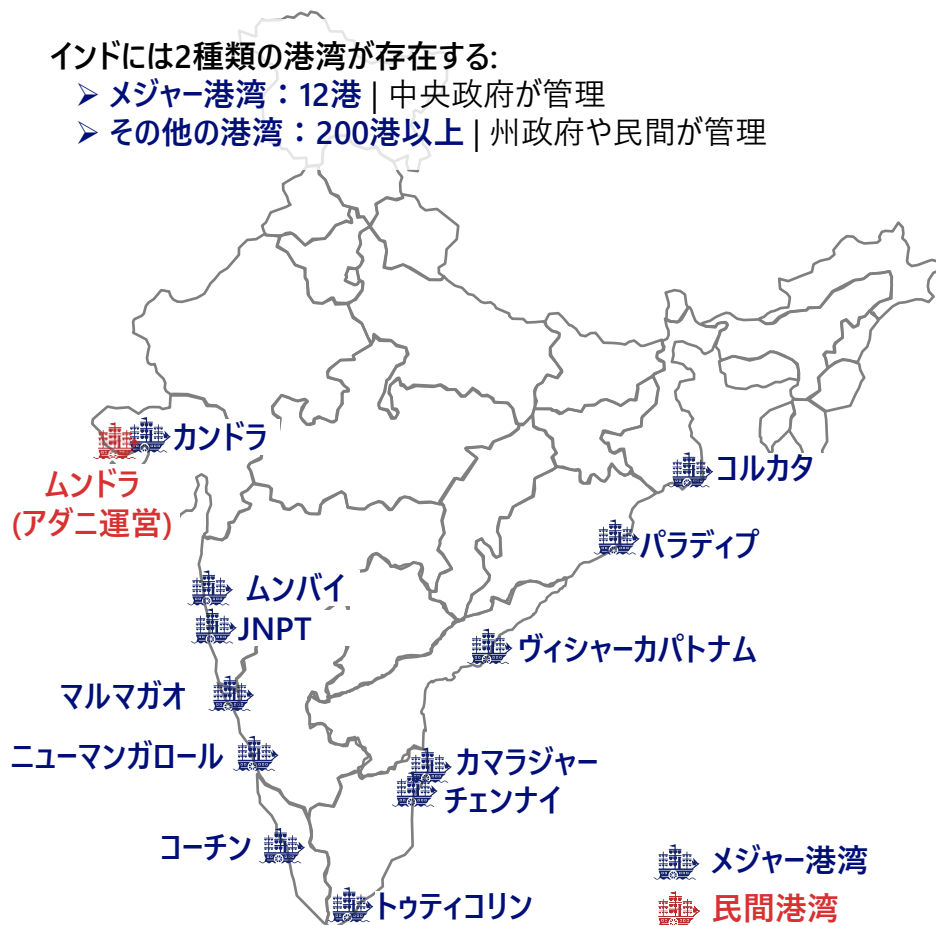 インドには2種類の港湾が存在する:
➢ メジャー港湾：12港 | 中央政府が管理
➢ その他の港湾：200港以上 | 州政府や民間が管理
カンドラ
ムンドラ
(アダニ運営)
コルカタ
パラディプ
ムンバイ
JNPT
ヴィシャーカパトナム
マルマガオ
ニューマンガロール
カマラジャー
チェンナイ
コーチン
トゥティコリン
メジャー港湾
民間港湾